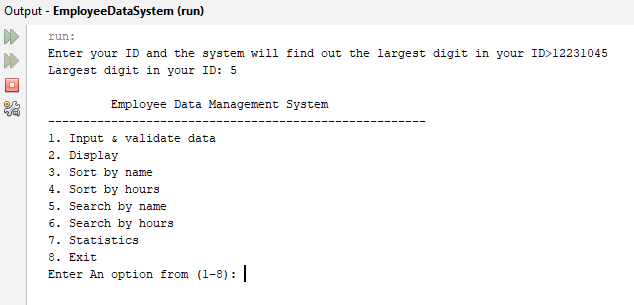 Output - EmployeeDataSystem (run)
run:
Enter your ID and the system will find out the largest digit in your ID>12231045
Largest digit in your ID: 5
Employee Data Management System
------------------------------------------------------
1. Input & validate data
2. Display
3. Sort by name
4. Sort by hours
5. Search by name
6. Search by hours
7. Statistics
8. Exit
Enter An option from (1-8):